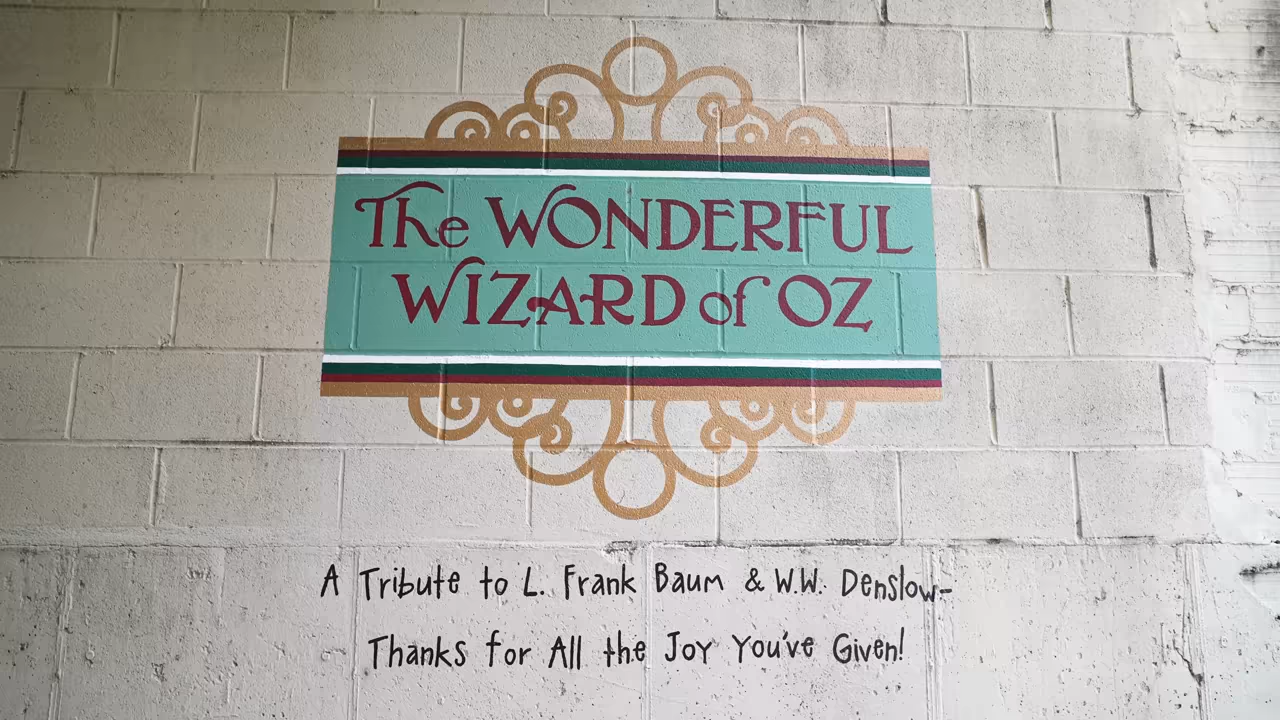 The WONDERFUL
WIZARD of OZ
A Tribute to L. Frank Baum & W.W. Denslow-
Thanks for All the Joy You've Given!